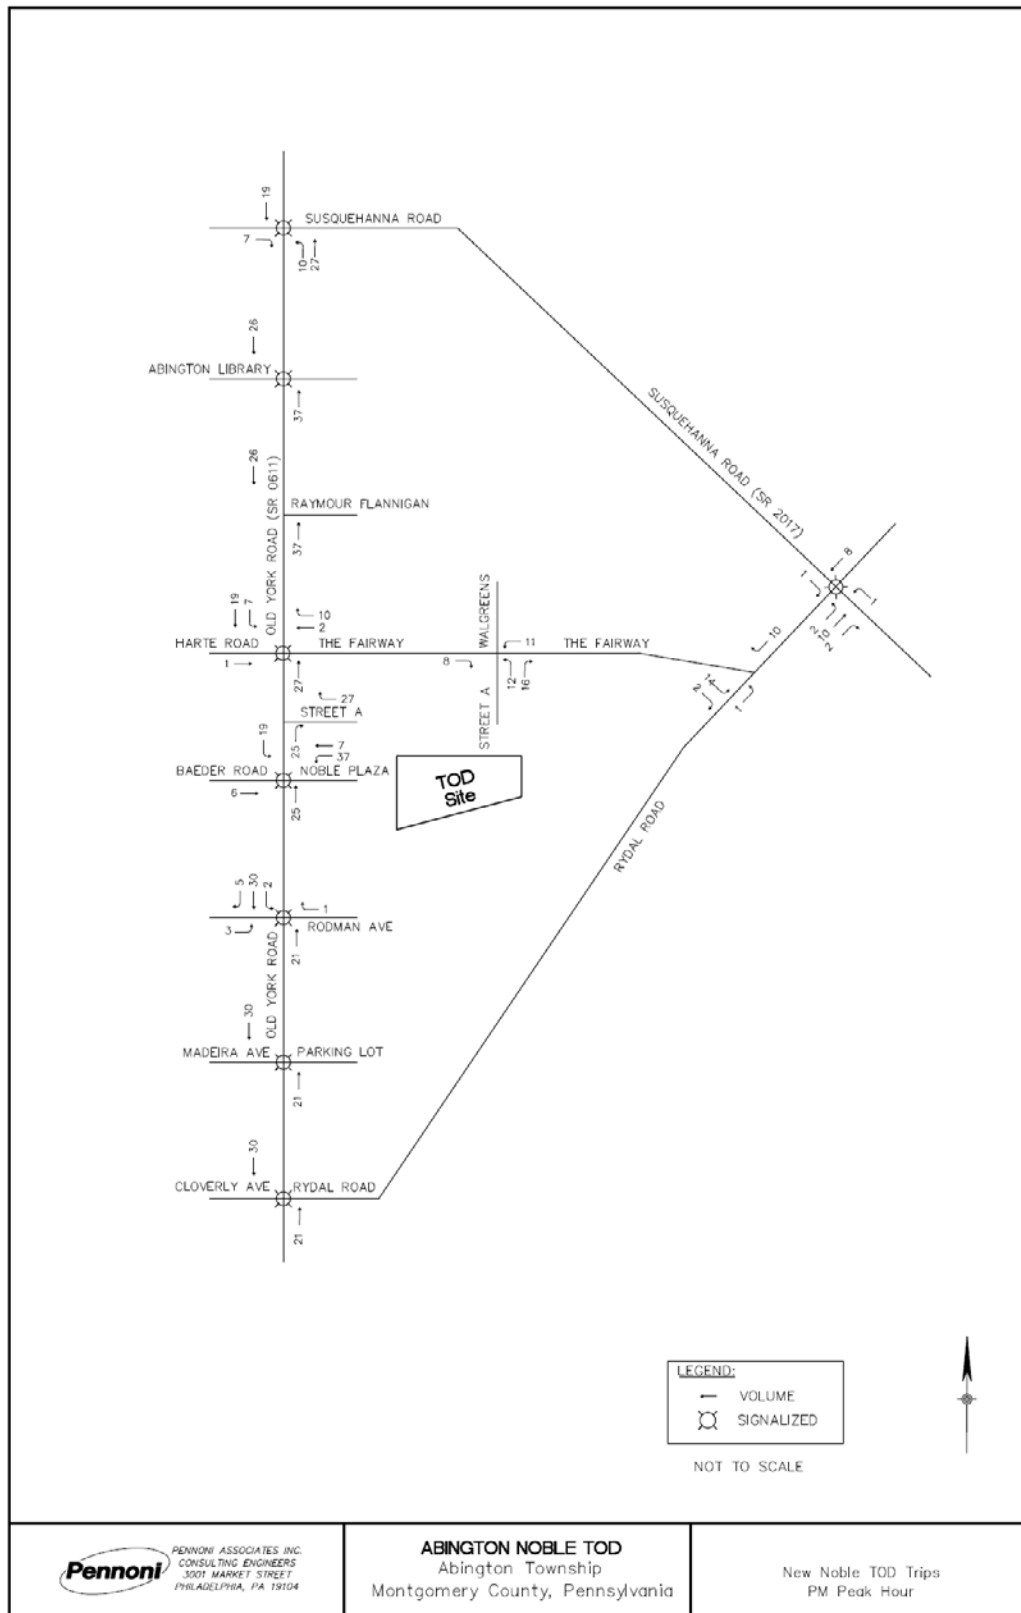 19
SUSQUEHANNA ROAD
7
10
27
26
ABINGTON LIBRARY
37
SUSQUEHANNA ROAD (SR 2017)
26
OLD YORK ROAD (SR 0611)
RAYMOUR FLANNIGAN
37
8
1
1
2
10
2
10
19
7
10
2
WALGREENS
11
HARTE ROAD
THE FAIRWAY
THE FAIRWAY
1
8
27
12
16
14
2
1
27
STREET A
STREET A
19
25
7
37
BAEDER ROAD
NOBLE PLAZA
6
25
TOD
Site
RYDAL ROAD
5
30
2
1
3
RODMAN AVE
21
OLD YORK ROAD
30
MADEIRA AVE
PARKING LOT
21
30
CLOVERLY AVE
RYDAL ROAD
21
LEGEND:
VOLUME
SIGNALIZED
NOT TO SCALE
Pennoni
PENNONI ASSOCIATES INC.
CONSULTING ENGINEERS
3001 MARKET STREET
PHILADELPHIA, PA 19104
ABINGTON NOBLE TOD
Abington Township
Montgomery County, Pennsylvania
New Noble TOD Trips
PM Peak Hour